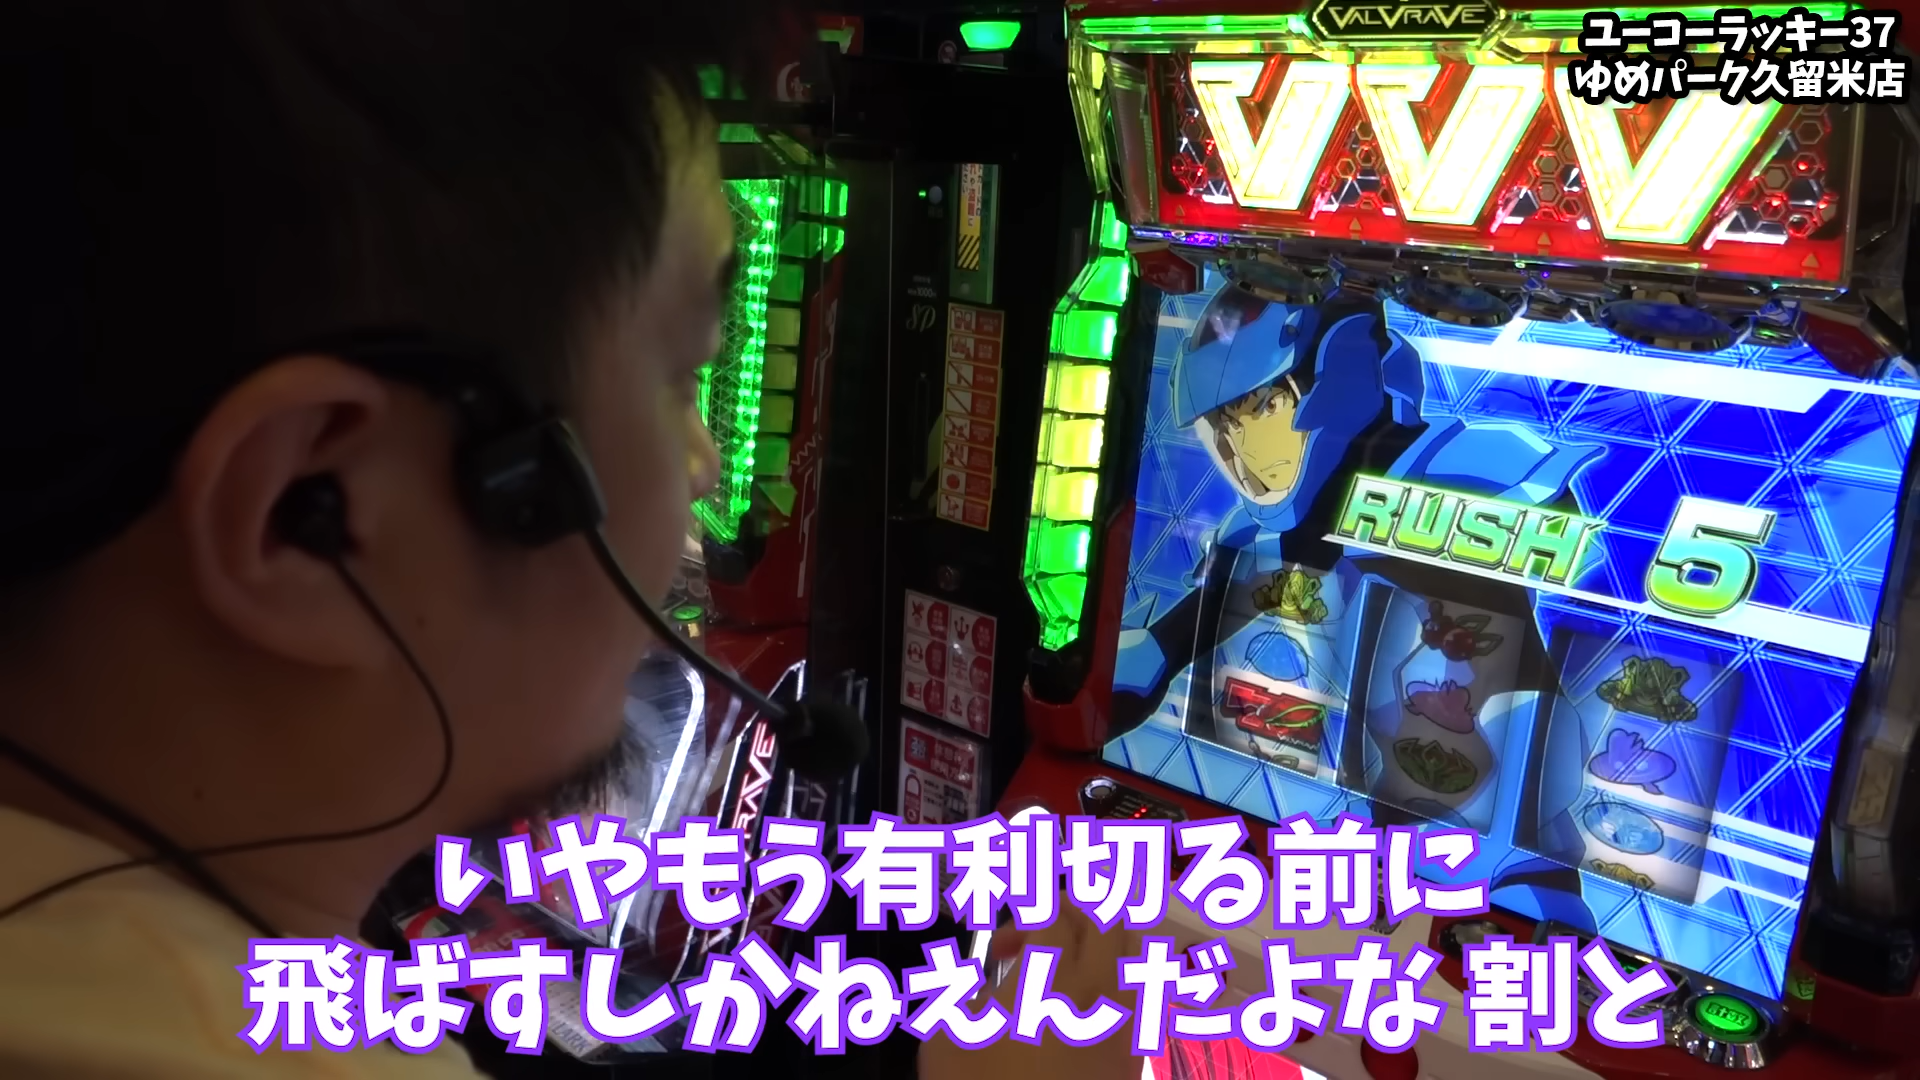 VALVRAVE
ユーコーラッキー37
ゆめパーク久留米店
VVV
RUSH 5
いやもう有利切る前に
飛ばすしかねえんだよな 割と